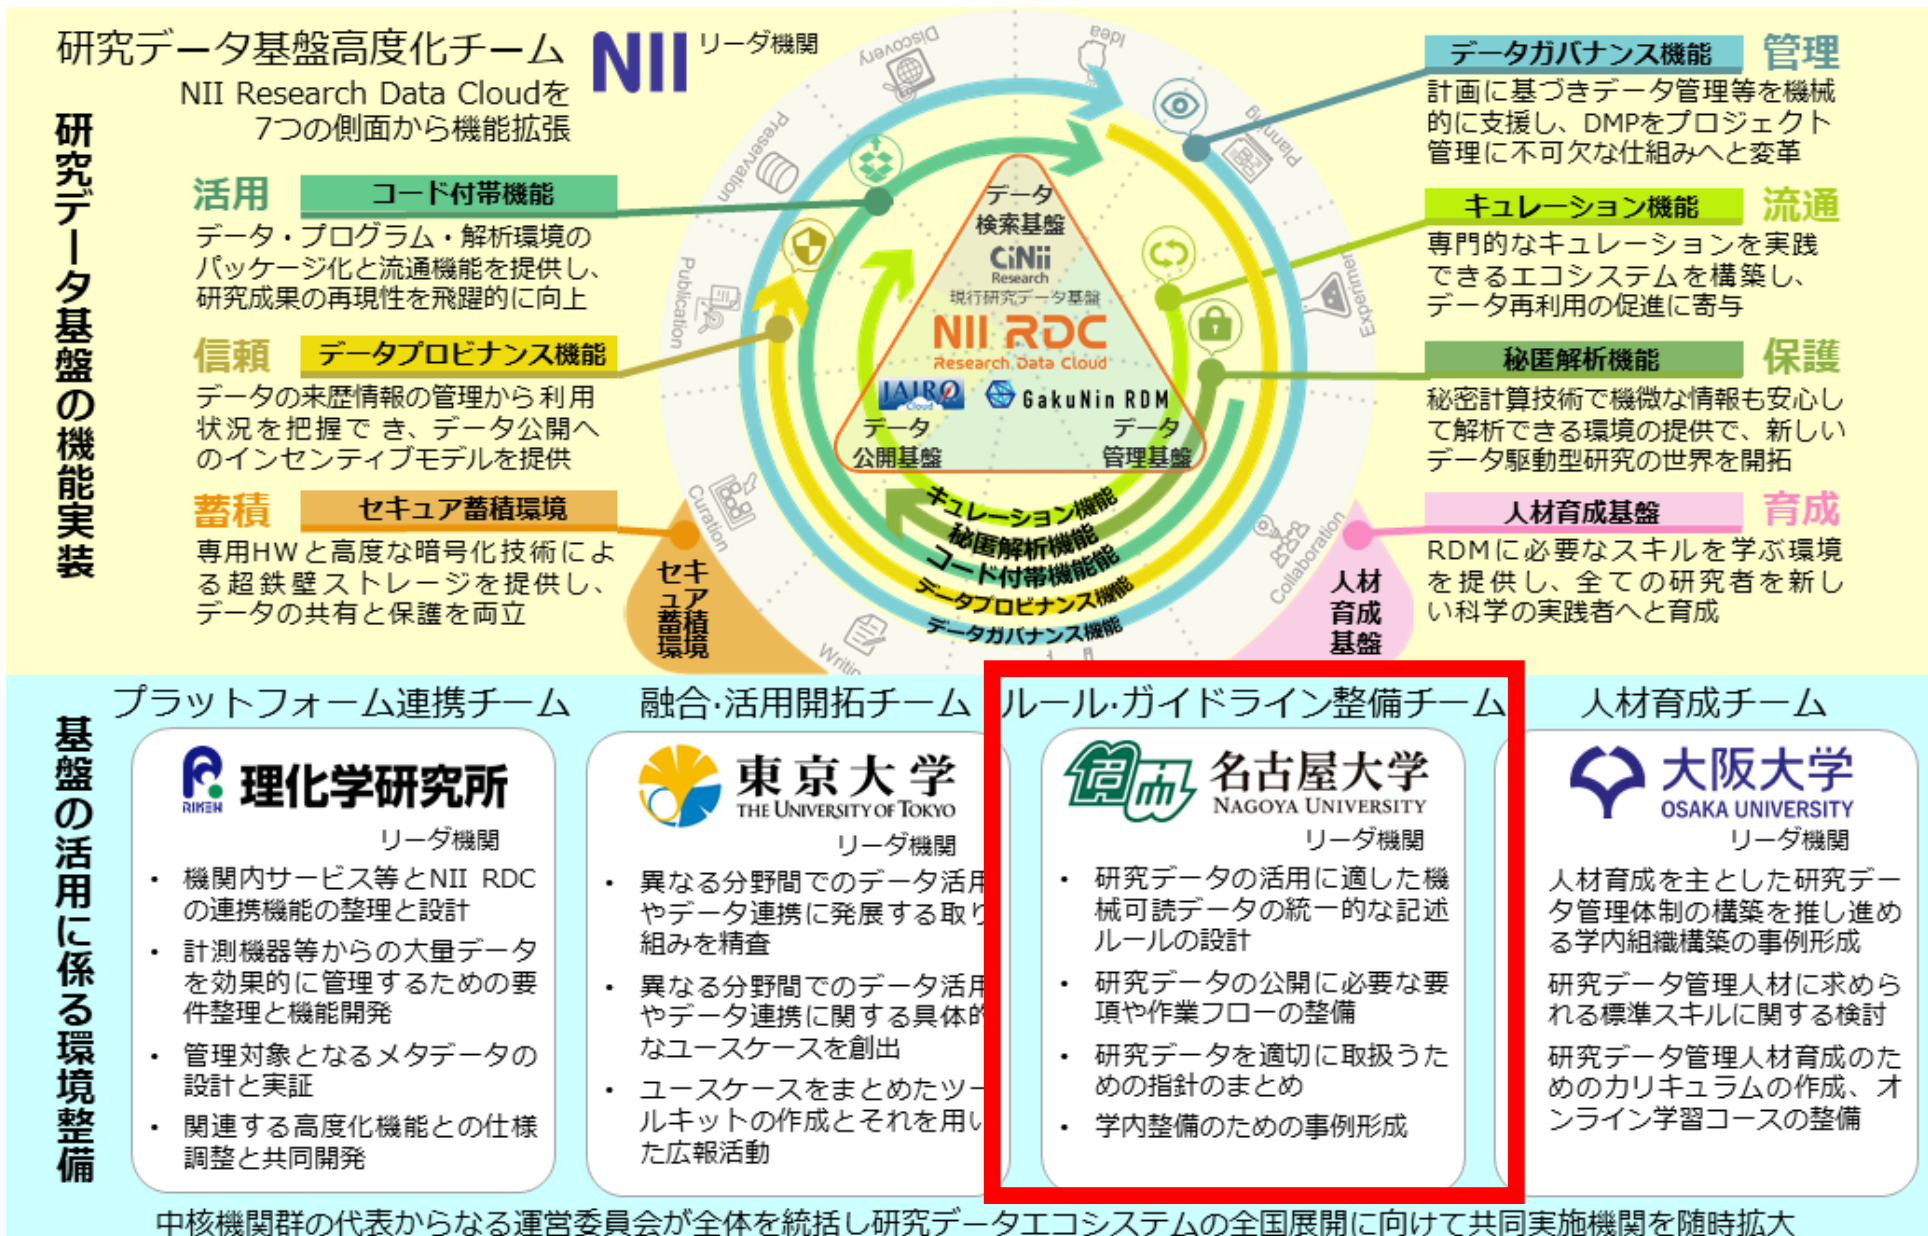 研究データ基盤高度化チーム
NII
リーダ機関
NII Research Data Cloudを
7つの側面から機能拡張
研究データ基盤の機能実装
活用
コード付帯機能
データ・プログラム・解析環境の
パッケージ化と流通機能を提供し、
研究成果の再現性を飛躍的に向上
信頼
データプロビナンス機能
データの来歴情報の管理から利用
状況を把握でき、データ公開へ
のインセンティブモデルを提供
蓄積
セキュア蓄積環境
専用HWと高度な暗号化技術によ
る超鉄壁ストレージを提供し、
データの共有と保護を両立
Discovery
Idea
Planning
Experimen
Collaboration
Writin
Curation
Publication
Preservation
データ
検索基盤
CiNii
Research
現行研究データ基盤
NII RDC
Research Data Cloud
JAIRO
Cloud
GakuNin RDM
データ
公開基盤
データ
管理基盤
キュレーション機能
秘匿解析機能
コード付帯機能能
データプロビナンス機能
データガバナンス機能
セキュア蓄積環境
人材
育成
基盤
データガバナンス機能
管理
計画に基づきデータ管理等を機械
的に支援し、DMPをプロジェクト
管理に不可欠な仕組みへと変革
キュレーション機能
流通
専門的なキュレーションを実践
できるエコシステムを構築し、
データ再利用の促進に寄与
秘匿解析機能
保護
秘密計算技術で機微な情報も安心し
て解析できる環境の提供で、新しい
データ駆動型研究の世界を開拓
人材育成基盤
育成
RDMに必要なスキルを学ぶ環境
を提供し、全ての研究者を新し
い科学の実践者へと育成
基盤の活用に係る環境整備
プラットフォーム連携チーム
RIKEN
理化学研究所
リーダ機関
・ 機関内サービス等とNII RDC
の連携機能の整理と設計
・ 計測機器等からの大量データ
を効果的に管理するための要
件整理と機能開発
・ 管理対象となるメタデータの
設計と実証
・ 関連する高度化機能との仕様
調整と共同開発
融合・活用開拓チーム
東京大学
THE UNIVERSITY OF TOKYO
リーダ機関
・ 異なる分野間でのデータ活用
やデータ連携に発展する取り
組みを精査
・ 異なる分野間でのデータ活用
やデータ連携に関する具体的
なユースケースを創出
・ ユースケースをまとめたツー
ルキットの作成とそれを用い
た広報活動
ルール・ガイドライン整備チーム
名古屋大学
NAGOYA UNIVERSITY
リーダ機関
・ 研究データの活用に適した機
械可読データの統一的な記述
ルールの設計
・ 研究データの公開に必要な要
項や作業フローの整備
・ 研究データを適切に取扱うた
めの指針のまとめ
・ 学内整備のための事例形成
人材育成チーム
大阪大学
OSAKA UNIVERSITY
リーダ機関
人材育成を主とした研究デー
タ管理体制の構築を推し進め
る学内組織構築の事例形成
研究データ管理人材に求めら
れる標準スキルに関する検討
研究データ管理人材育成のた
めのカリキュラムの作成、オ
ンライン学習コースの整備
中核機関群の代表からなる運営委員会が全体を統括し研究データエコシステムの全国展開に向けて共同実施機関を随時拡大